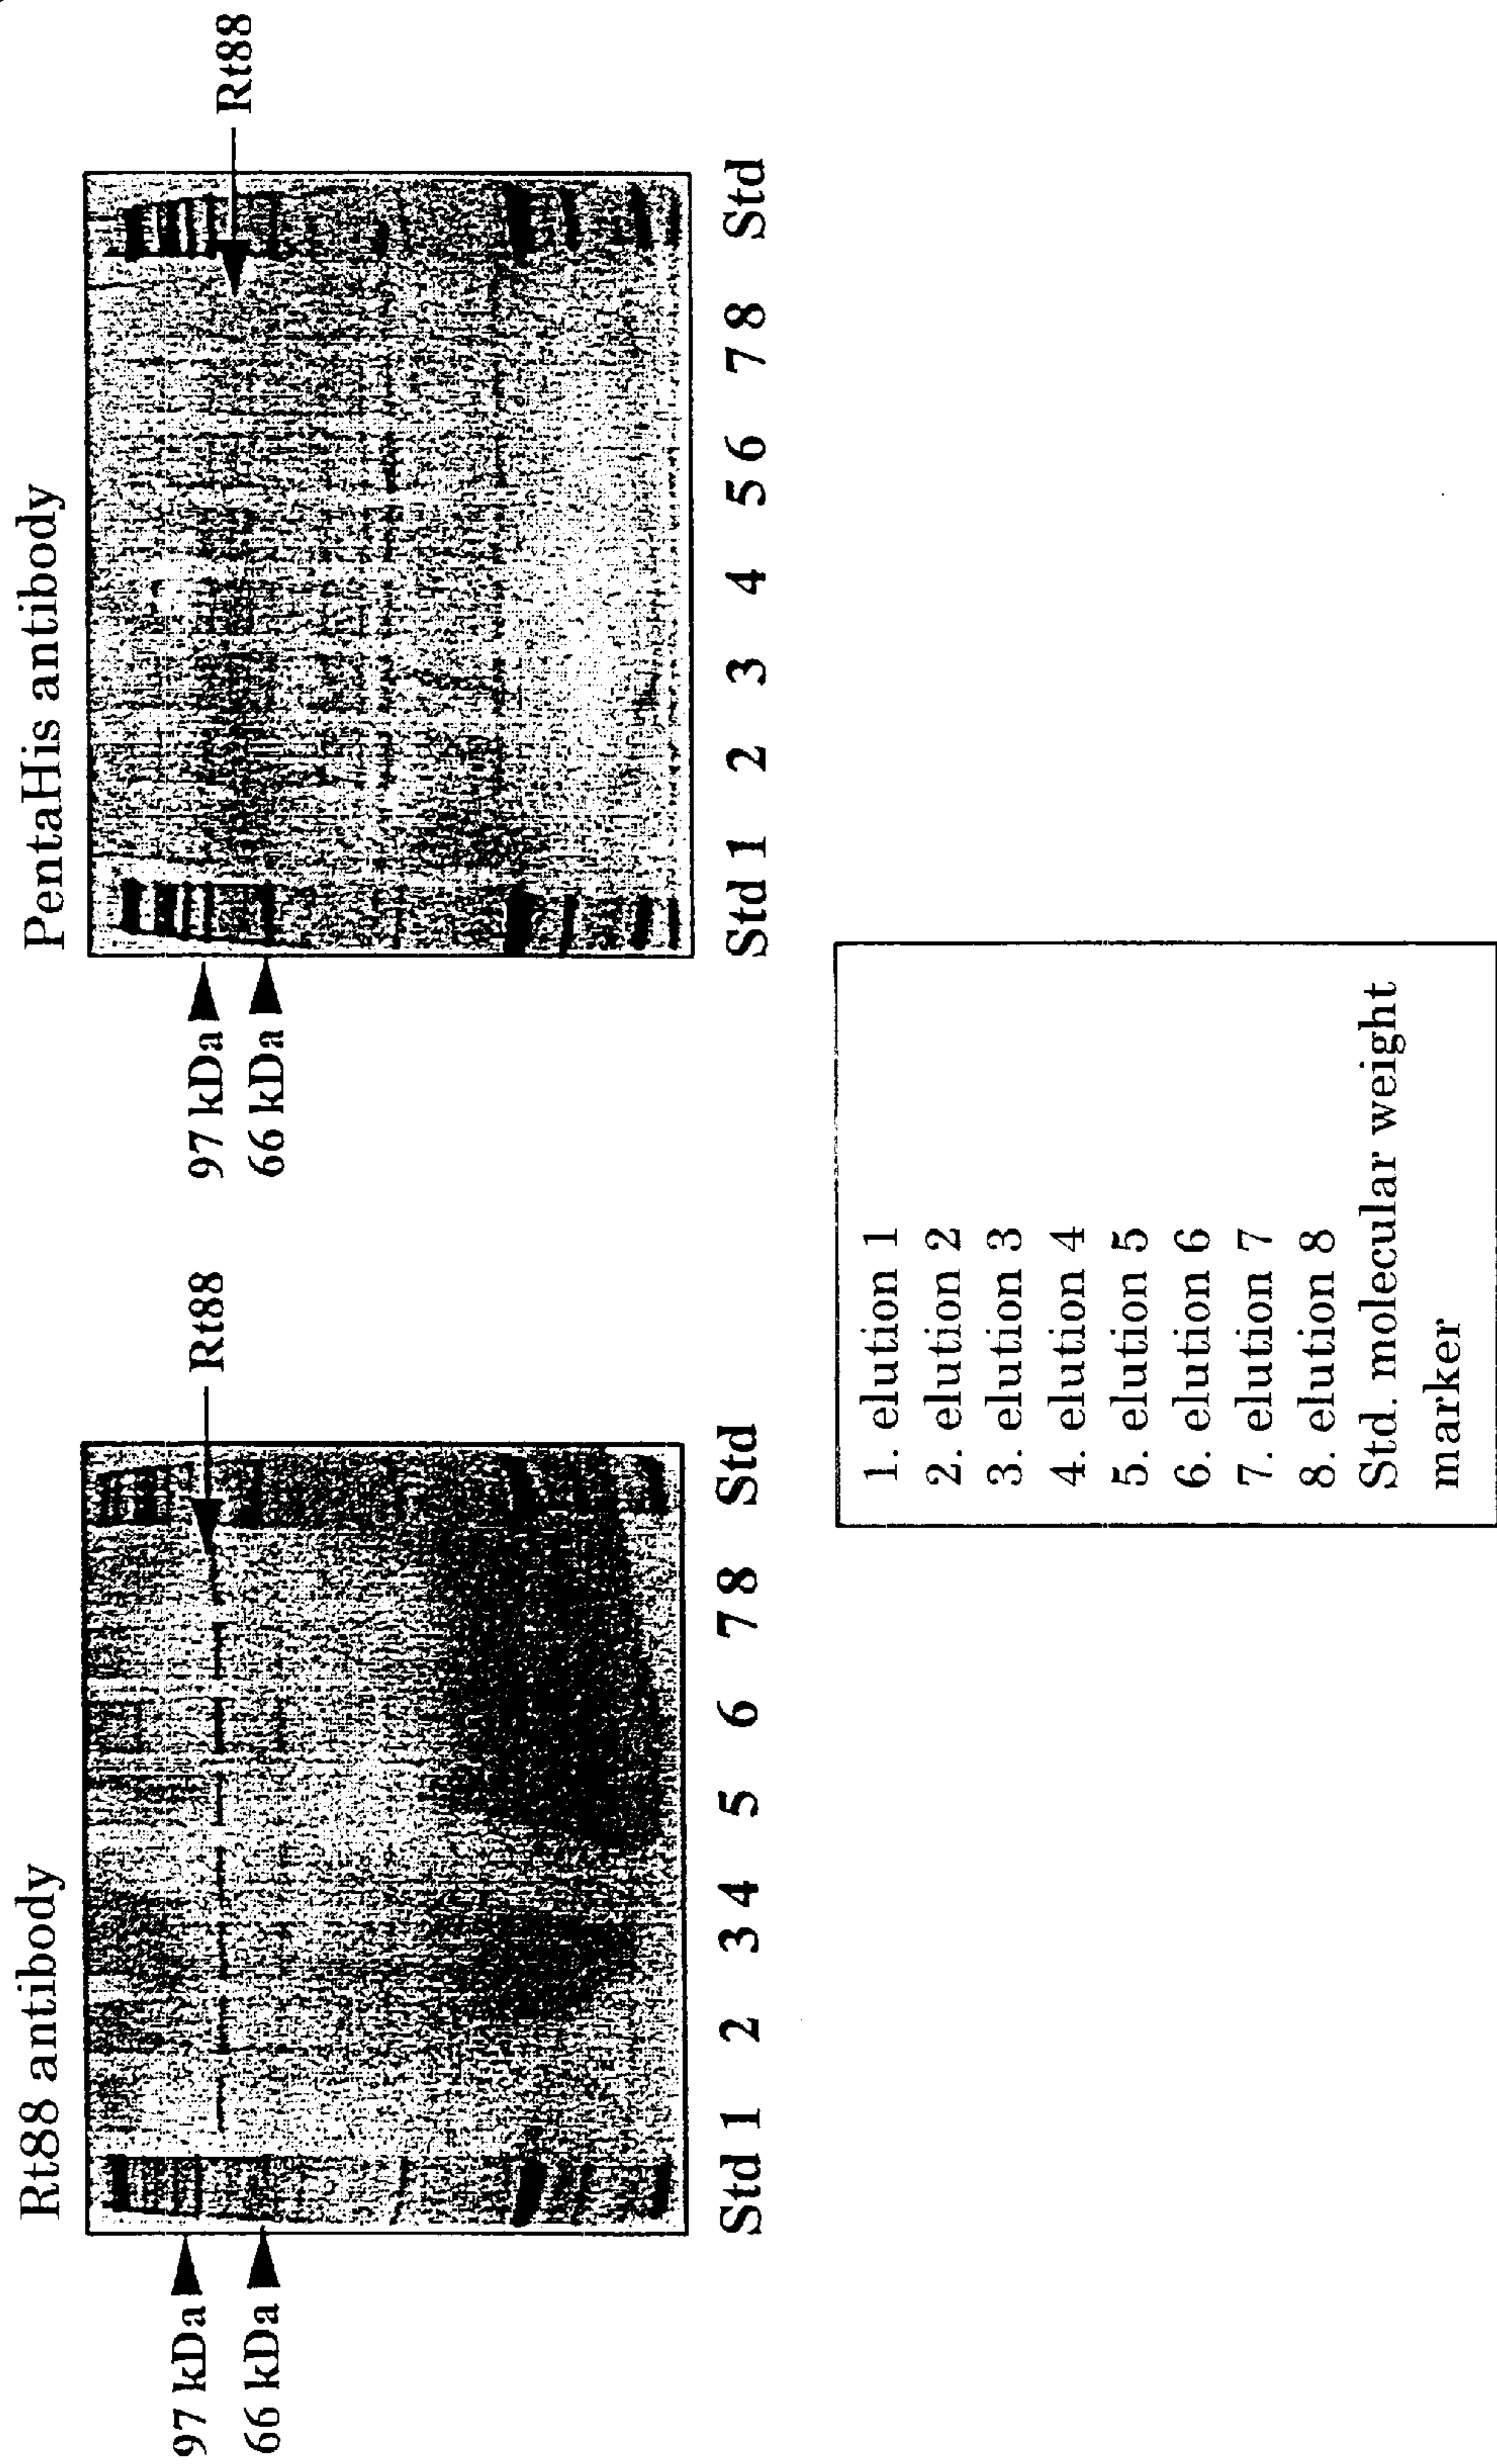 Rt88 antibody
97 kDa
66 kDa
Rt88
Std 1 2 3 4 5 6 7 8 Std
PentaHis antibody
97 kDa
66 kDa
Rt88
Std 1 2 3 4 5 6 7 8 Std
1. elution 1
2. elution 2
3. elution 3
4. elution 4
5. elution 5
6. elution 6
7. elution 7
8. elution 8
Std. molecular weight
marker